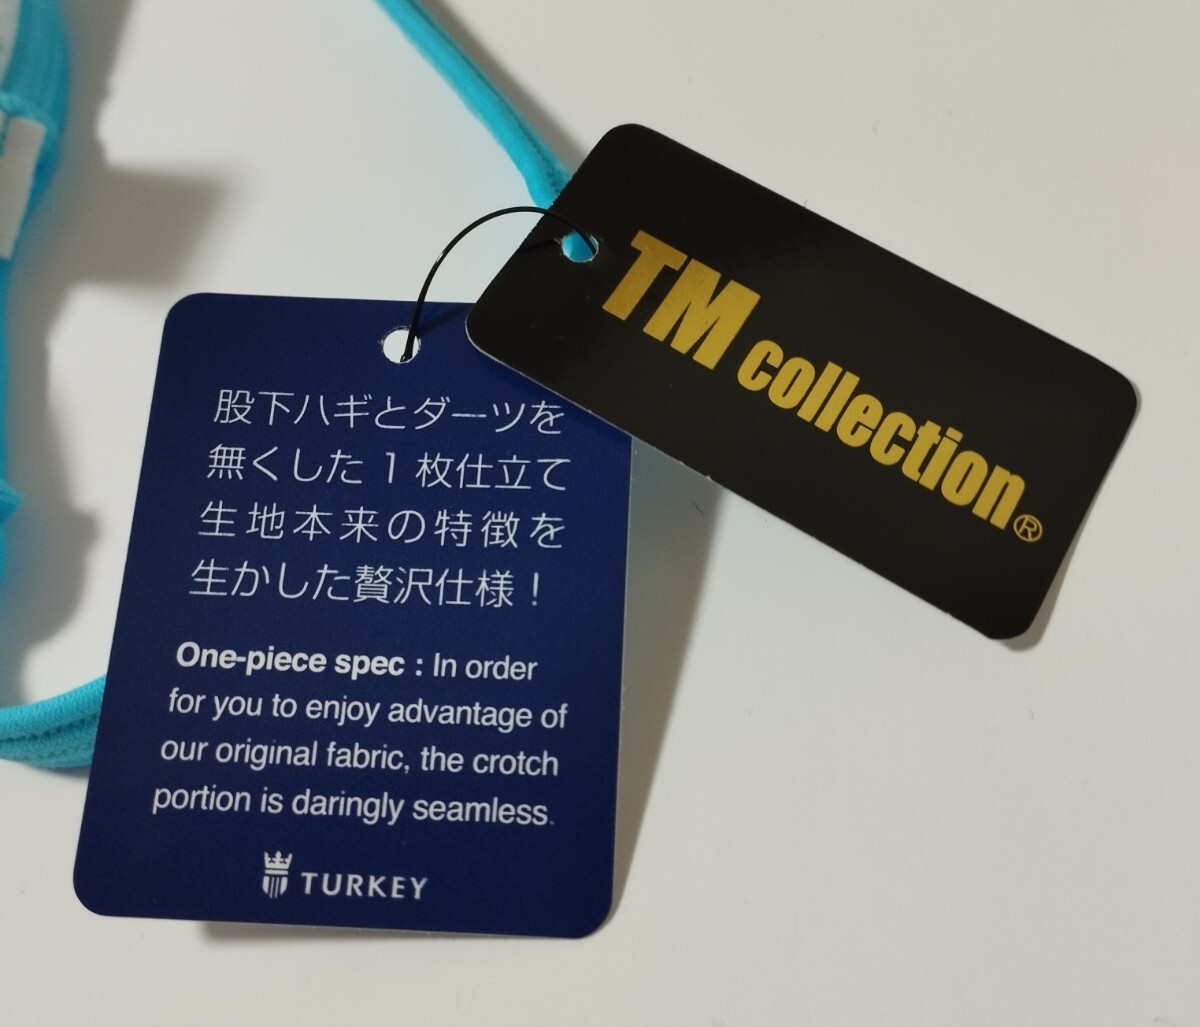 TM collection®
股下ハギとダーツを
無くした1枚仕立て
生地本来の特徴を
生かした贅沢仕様！
One-piece spec : In order
for you to enjoy advantage of
our original fabric, the crotch
portion is daringly seamless.
TURKEY